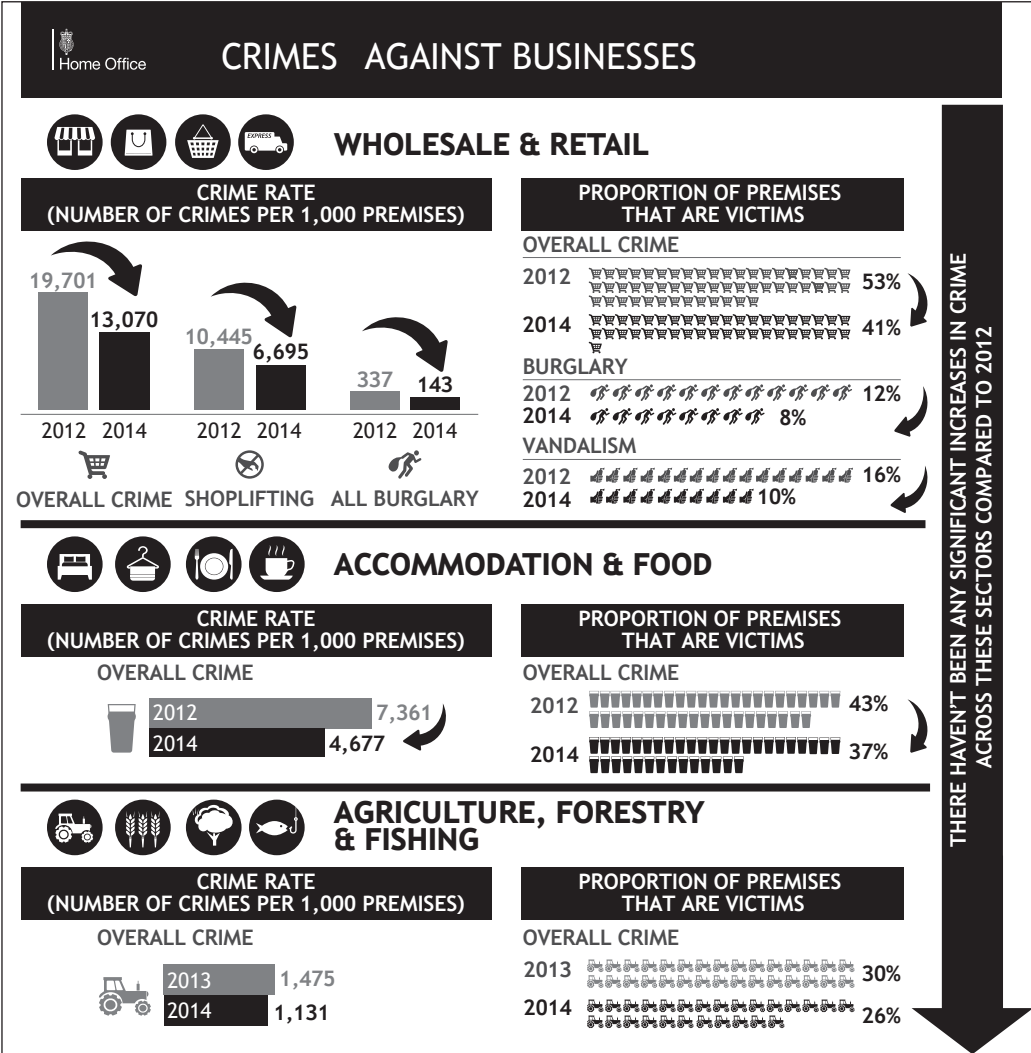 Home Office
CRIMES AGAINST BUSINESSES
EXPRESS
WHOLESALE & RETAIL
CRIME RATE
(NUMBER OF CRIMES PER 1,000 PREMISES)
19,701
13,070
10,445
6,695
337
143
2012 2014
2012 2014
2012 2014
OVERALL CRIME
SHOPLIFTING
ALL BURGLARY
PROPORTION OF PREMISES
THAT ARE VICTIMS
OVERALL CRIME
2012 53%
2014 41%
BURGLARY
2012 12%
2014 8%
VANDALISM
2012 16%
2014 10%
ACCOMMODATION & FOOD
CRIME RATE
(NUMBER OF CRIMES PER 1,000 PREMISES)
OVERALL CRIME
2012 7,361
2014 4,677
PROPORTION OF PREMISES
THAT ARE VICTIMS
OVERALL CRIME
2012 43%
2014 37%
AGRICULTURE, FORESTRY
& FISHING
CRIME RATE
(NUMBER OF CRIMES PER 1,000 PREMISES)
OVERALL CRIME
2013 1,475
2014 1,131
PROPORTION OF PREMISES
THAT ARE VICTIMS
OVERALL CRIME
2013 30%
2014 26%
THERE HAVEN'T BEEN ANY SIGNIFICANT INCREASES IN CRIME
ACROSS THESE SECTORS COMPARED TO 2012